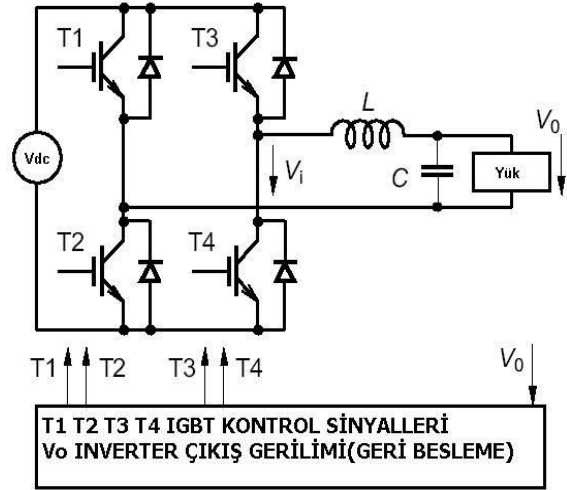 T1
T3
L
V0
Vdc
Vi
C
Yük
T2
T4
T1
T2
T3
T4
V0
T1 T2 T3 T4 IGBT KONTROL SİNYALLERİ
Vo INVERTER ÇIKIŞ GERİLİMİ(GERİ BESLEME)